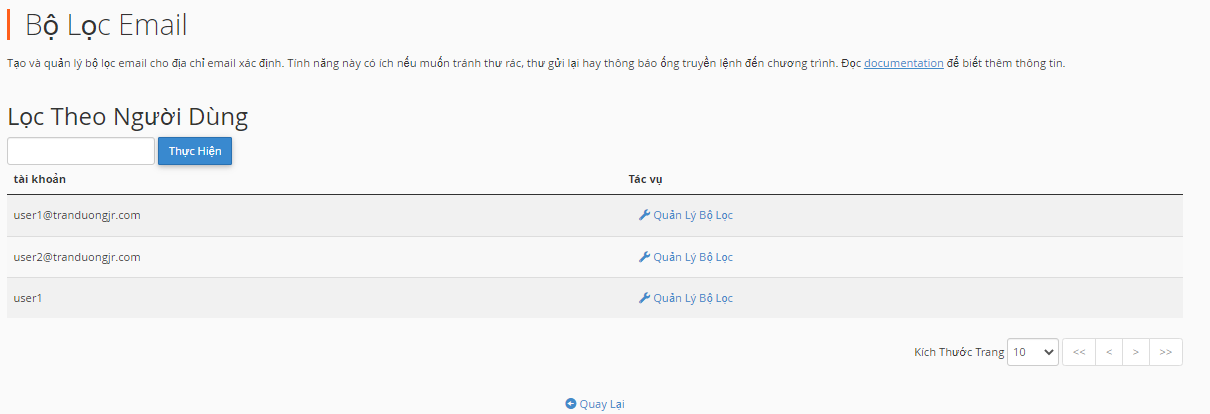 Bộ Lọc Email
Tạo và quản lý bộ lọc email cho địa chỉ email xác định. Tính năng này có ích nếu muốn tránh thư rác, thư gửi lại hay thông báo ống truyền lệnh đến chương trình. Đọc documentation để biết thêm thông tin.
Lọc Theo Người Dùng
Thực Hiện
tài khoản Tác vụ
user1@tranduongjr.com Quản Lý Bộ Lọc
user2@tranduongjr.com Quản Lý Bộ Lọc
user1 Quản Lý Bộ Lọc
Kích Thước Trang 10 << < > >>
Quay Lại